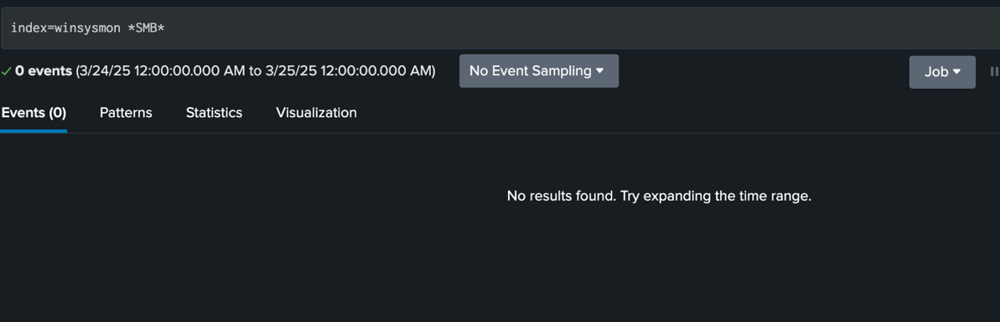 index=winsysmon *SMB*
✓ 0 events (3/24/25 12:00:00.000 AM to 3/25/25 12:00:00.000 AM) No Event Sampling ▾ Job ▾
Events (0) Patterns Statistics Visualization
No results found. Try expanding the time range.